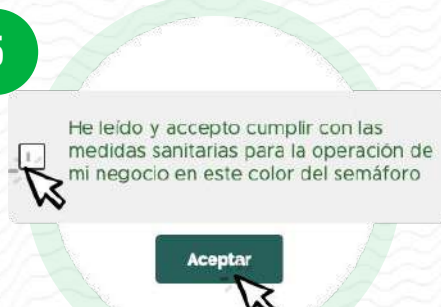 5
He leído y accepto cumplir con las
medidas sanitarias para la operación de
mi negocio en este color del semáforo
Aceptar